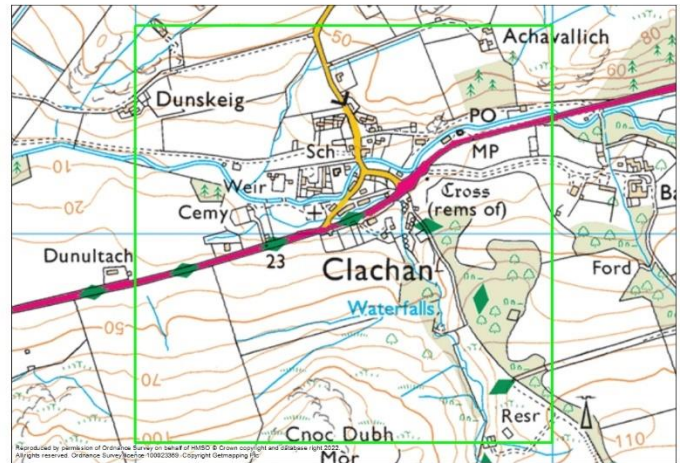 50
Achavallich
80
60
Dunskeig
PO
Sch
MP
10
Weir
Cross
(rems of)
20
Cemy
Ba
Dunultach
23
Clachan
Ford
Waterfalls
50
70
Resr
Cnoc Dubh
Mor
100
110
Reproduced by permission of Ordnance Survey on behalf of HMSO © Crown copyright and database right 2022.
All rights reserved. Ordnance Survey licence 100023369. Copyright Getmapping Plc